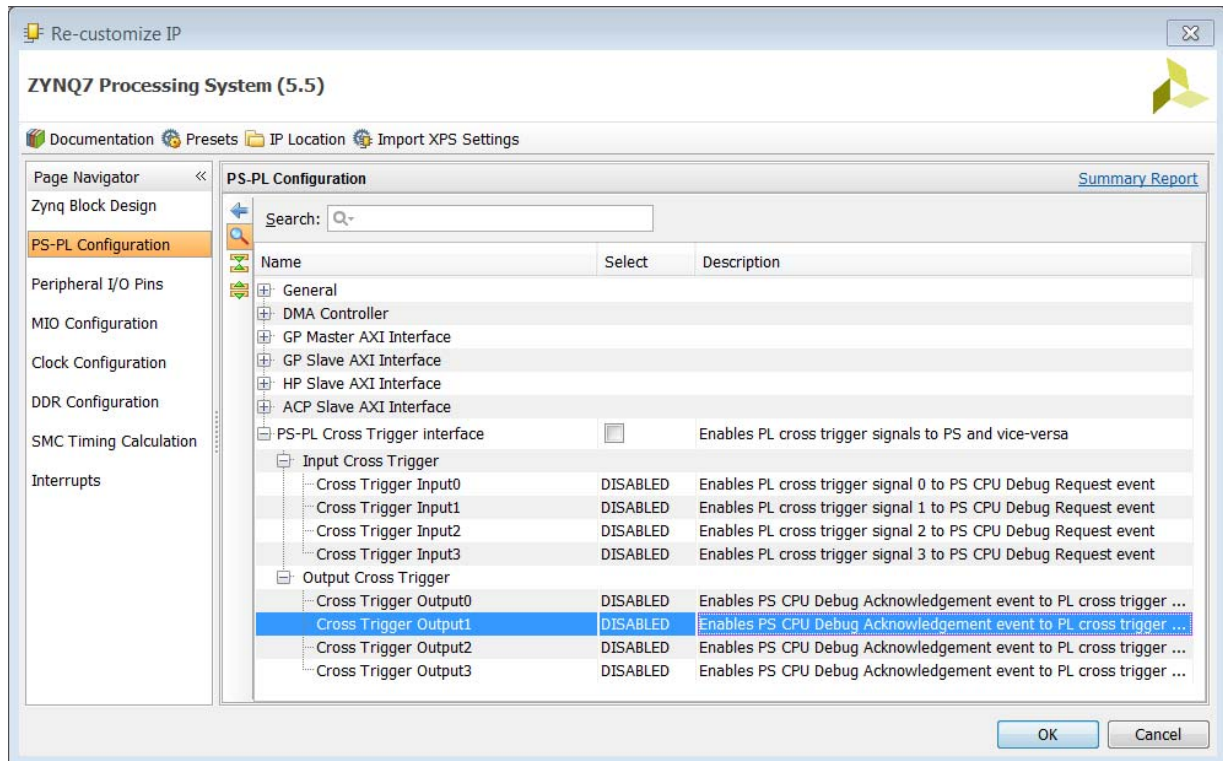 Re-customize IP
ZYNQ7 Processing System (5.5)
Documentation Presets IP Location Import XPS Settings
Page Navigator «
Zynq Block Design
PS-PL Configuration
Peripheral I/O Pins
MIO Configuration
Clock Configuration
DDR Configuration
SMC Timing Calculation
Interrupts
PS-PL Configuration Summary Report
Search:
Name Select Description
General
DMA Controller
GP Master AXI Interface
GP Slave AXI Interface
HP Slave AXI Interface
ACP Slave AXI Interface
PS-PL Cross Trigger interface Enables PL cross trigger signals to PS and vice-versa
Input Cross Trigger
Cross Trigger Input0 DISABLED Enables PL cross trigger signal 0 to PS CPU Debug Request event
Cross Trigger Input1 DISABLED Enables PL cross trigger signal 1 to PS CPU Debug Request event
Cross Trigger Input2 DISABLED Enables PL cross trigger signal 2 to PS CPU Debug Request event
Cross Trigger Input3 DISABLED Enables PL cross trigger signal 3 to PS CPU Debug Request event
Output Cross Trigger
Cross Trigger Output0 DISABLED Enables PS CPU Debug Acknowledgement event to PL cross trigger ...
Cross Trigger Output1 DISABLED Enables PS CPU Debug Acknowledgement event to PL cross trigger ...
Cross Trigger Output2 DISABLED Enables PS CPU Debug Acknowledgement event to PL cross trigger ...
Cross Trigger Output3 DISABLED Enables PS CPU Debug Acknowledgement event to PL cross trigger ...
OK Cancel